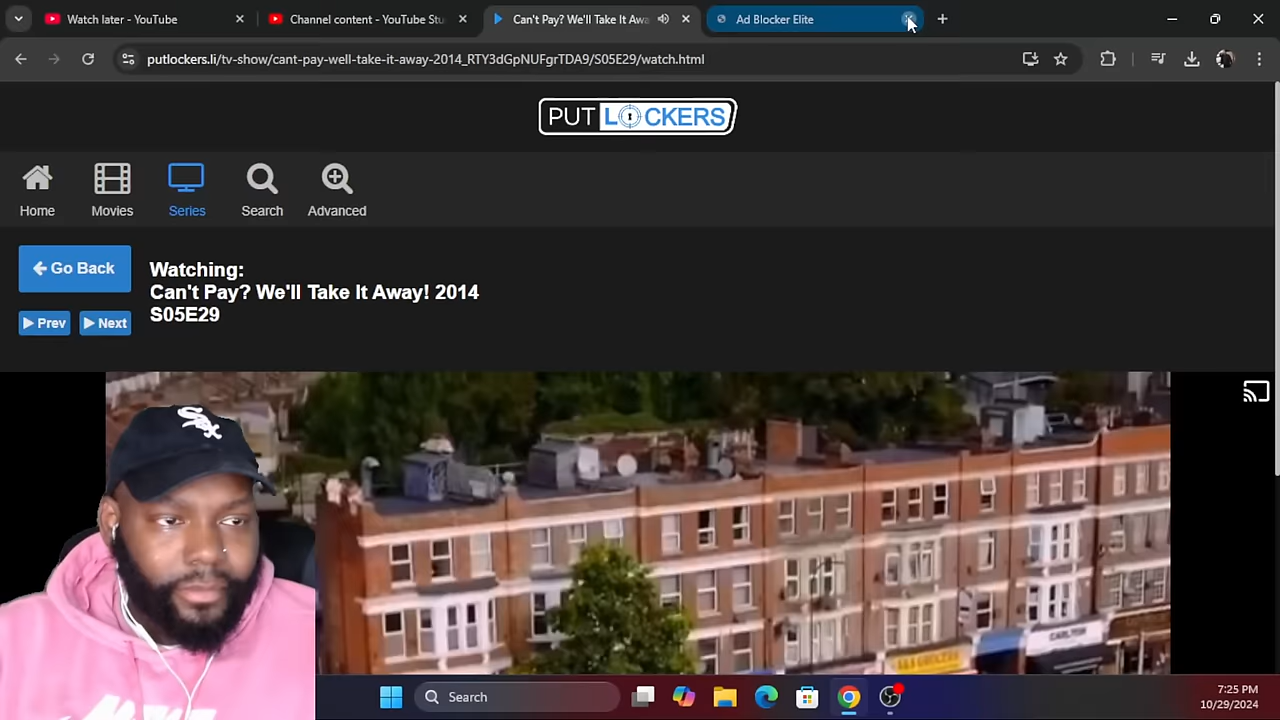 Watch later - YouTube
Channel content - YouTube Stu
Can't Pay? We'll Take It Awa
Ad Blocker Elite
putlockers.li/tv-show/cant-pay-well-take-it-away-2014_RTY3dGpNUFgrTDA9/S05E29/watch.html
PUT LOCKERS
Home
Movies
Series
Search
Advanced
Go Back
Watching:
Can't Pay? We'll Take It Away! 2014
S05E29
Prev
Next
Sox
CARLTON
Search
7:25 PM
10/29/2024